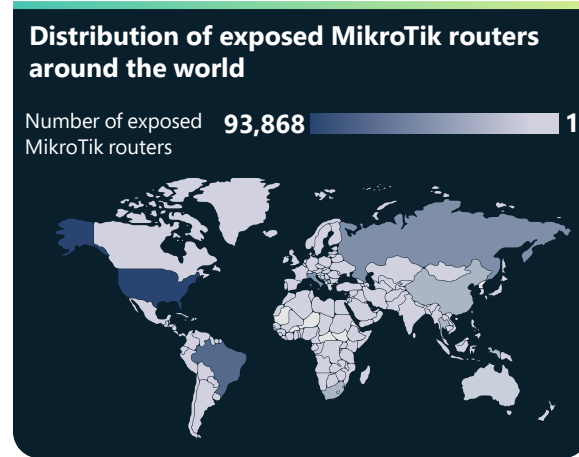 Distribution of exposed MikroTik routers
around the world
Number of exposed
MikroTik routers
93,868
1